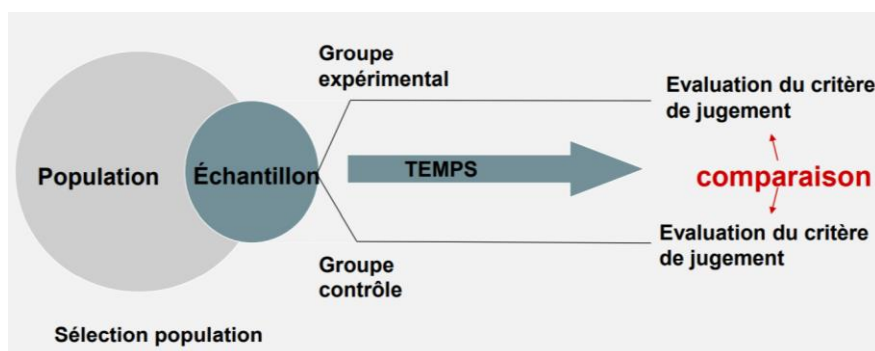 Groupe
expérimental
Evaluation du critère
de jugement
Population
Échantillon
TEMPS
comparaison
Evaluation du critère
de jugement
Groupe
contrôle
Sélection population